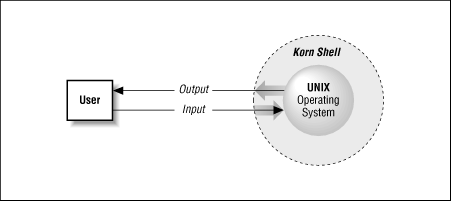 Korn Shell
User
Output
Input
UNIX
Operating
System